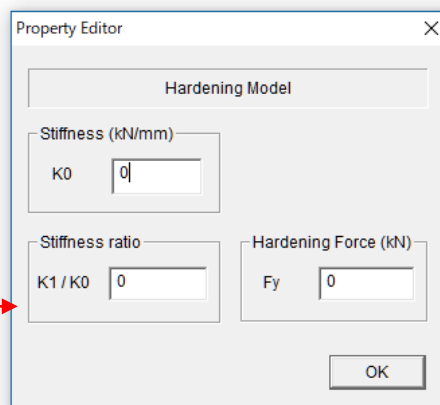 Property Editor
Hardening Model
Stiffness (kN/mm)
K0 0
Stiffness ratio
K1 / K0 0
Hardening Force (kN)
Fy 0
OK